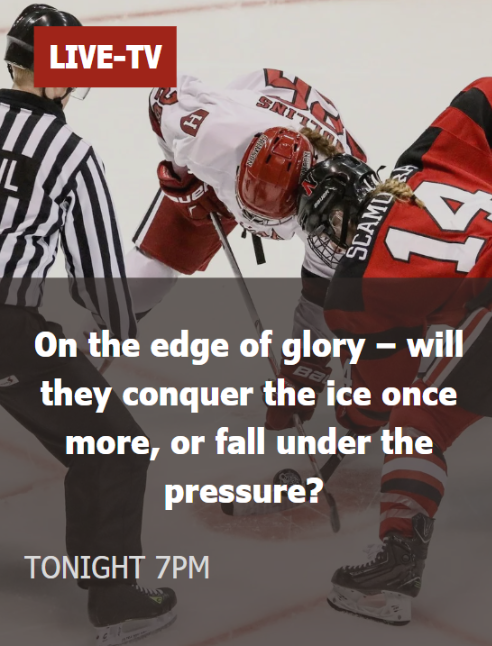 LIVE-TV
14
On the edge of glory – will
they conquer the ice once
more, or fall under the
pressure?
TONIGHT 7PM